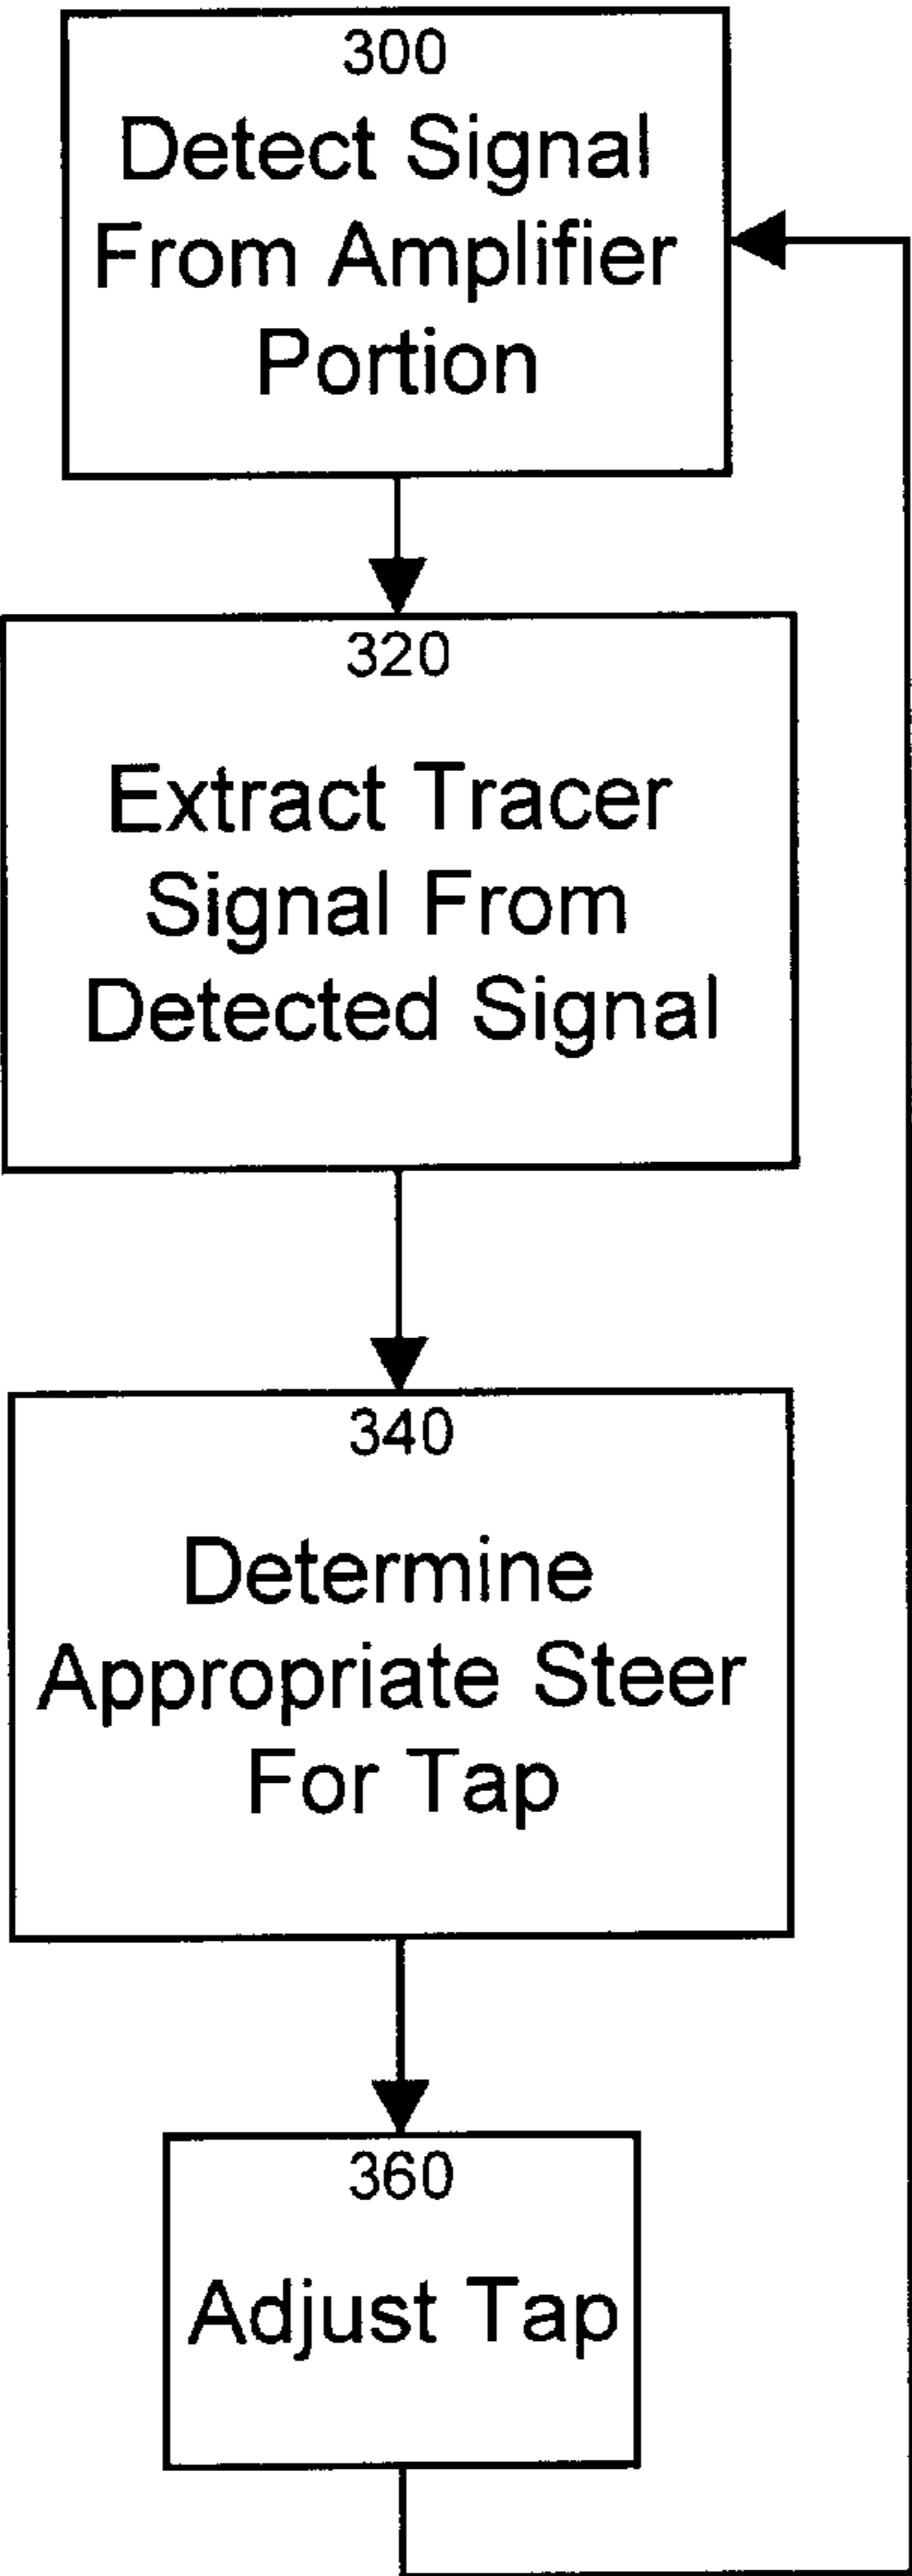 300
Detect Signal
From Amplifier
Portion
320
Extract Tracer
Signal From
Detected Signal
340
Determine
Appropriate Steer
For Tap
360
Adjust Tap